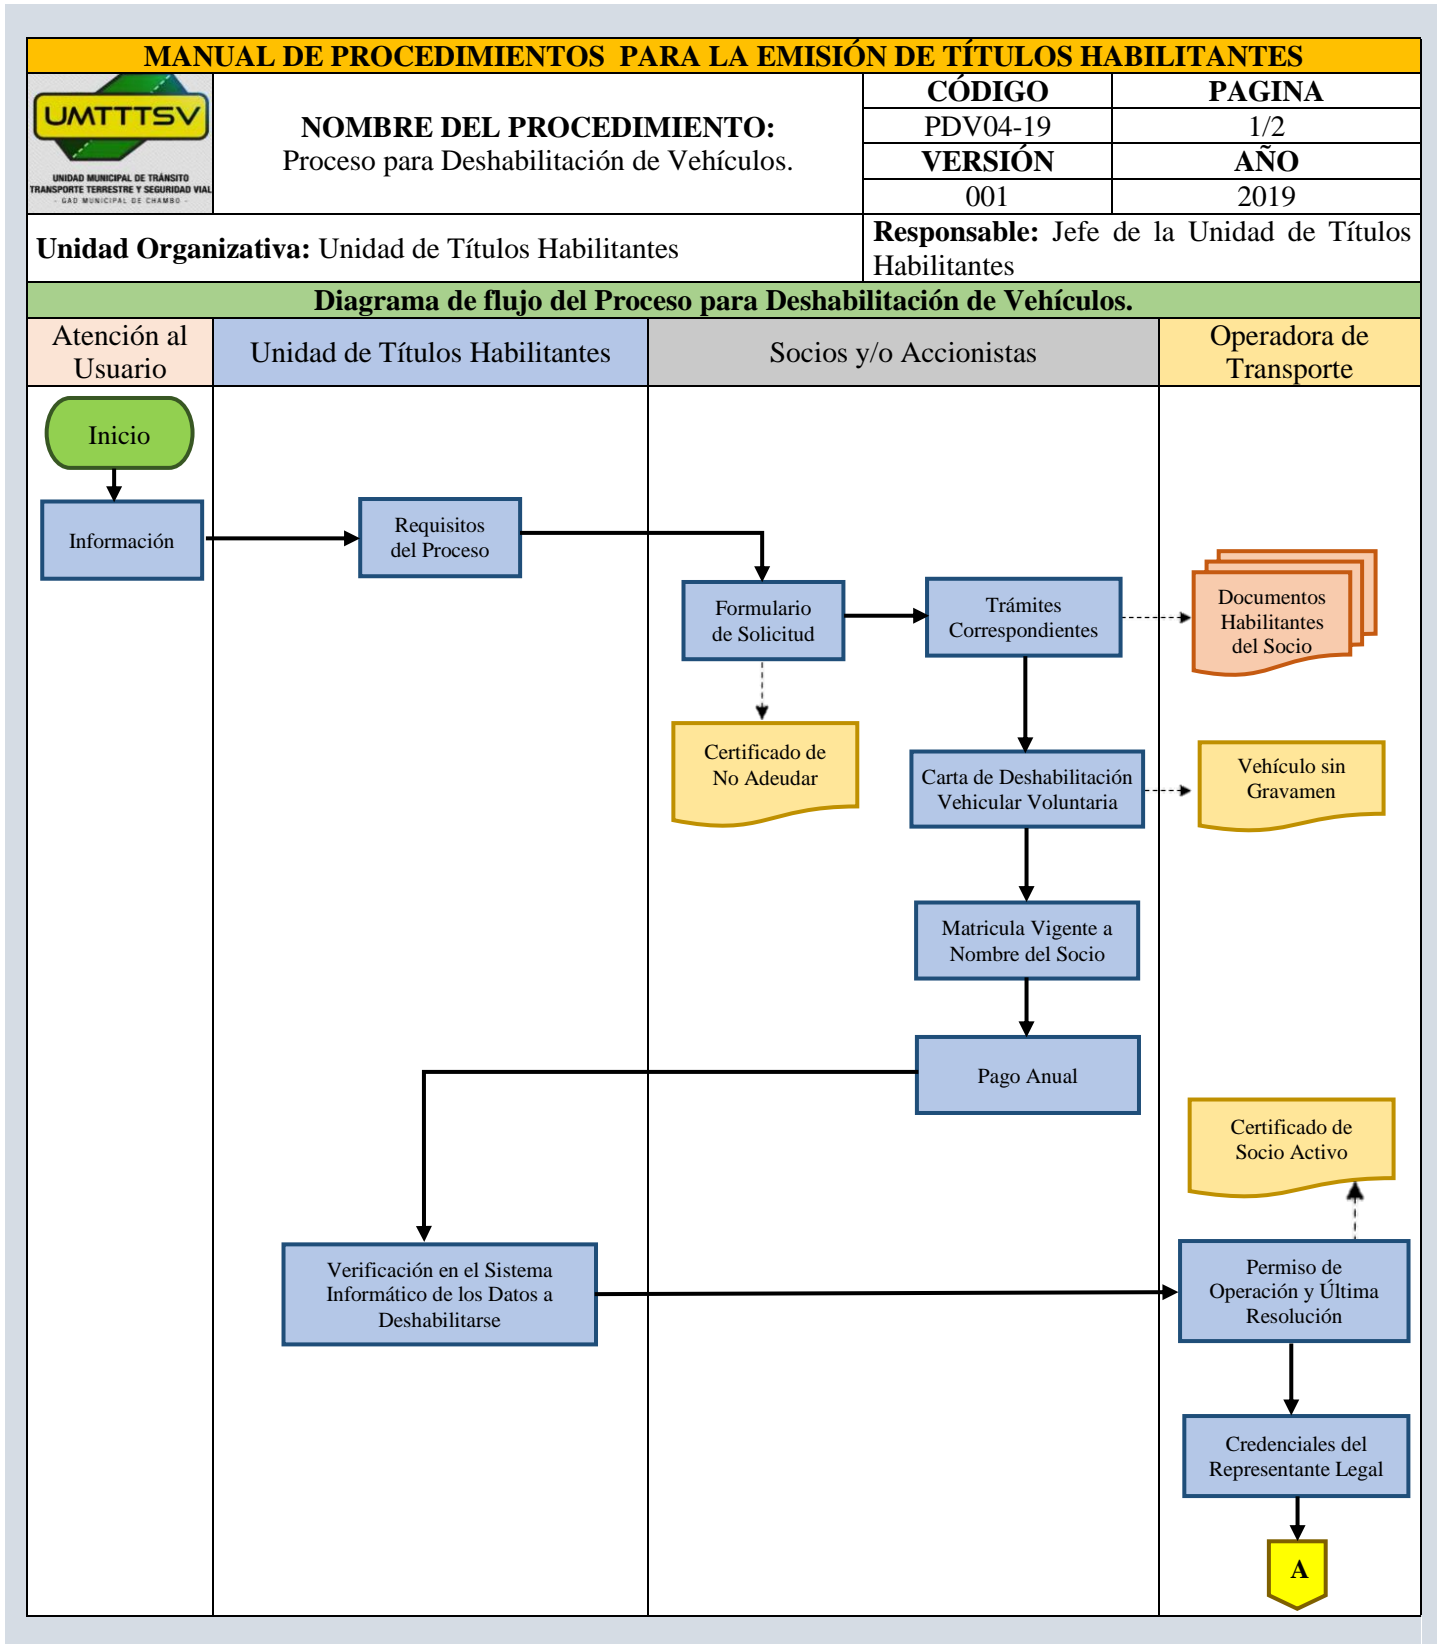 MANUAL DE PROCEDIMIENTOS  PARA LA EMISIÓN DE TÍTULOS HABILITANTES
UMTTTSV
UNIDAD MUNICIPAL DE TRÁNSITO
TRANSPORTE TERRESTRE Y SEGURIDAD VIAL
- GAD MUNICIPAL DE CHAMBO -
NOMBRE DEL PROCEDIMIENTO:
Proceso para Deshabilitación de Vehículos.
CÓDIGO
PAGINA
PDV04-19
1/2
VERSIÓN
AÑO
001
2019
Unidad Organizativa: Unidad de Títulos Habilitantes
Responsable: Jefe de la Unidad de Títulos
Habilitantes
Diagrama de flujo del Proceso para Deshabilitación de Vehículos.
Atención al
Usuario
Unidad de Títulos Habilitantes
Socios y/o Accionistas
Operadora de
Transporte
Inicio
Información
Requisitos
del Proceso
Formulario
de Solicitud
Trámites
Correspondientes
Documentos
Habilitantes
del Socio
Certificado de
No Adeudar
Carta de Deshabilitación
Vehicular Voluntaria
Vehículo sin
Gravamen
Matricula Vigente a
Nombre del Socio
Pago Anual
Certificado de
Socio Activo
Verificación en el Sistema
Informático de los Datos a
Deshabilitarse
Permiso de
Operación y Última
Resolución
Credenciales del
Representante Legal
A